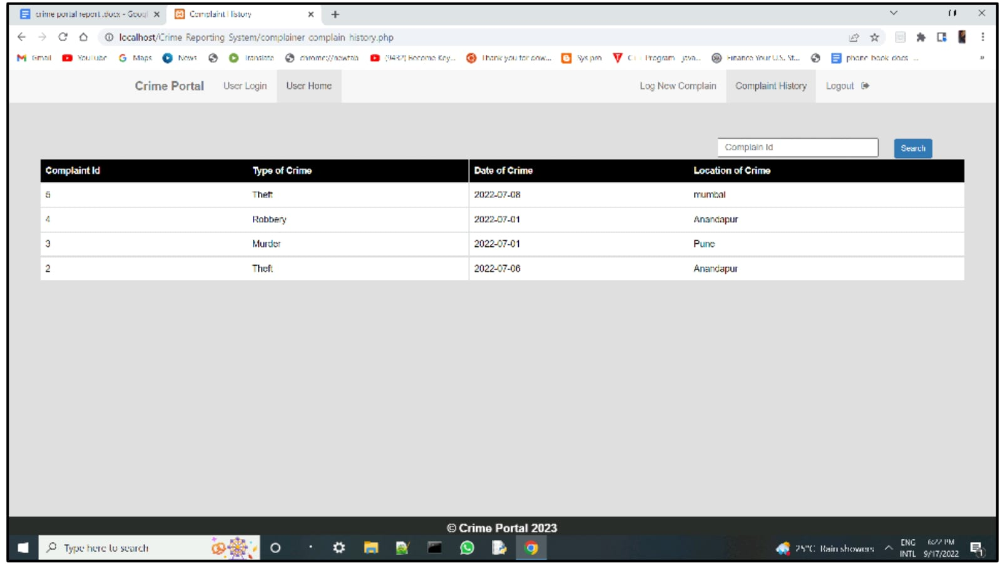 crime portal report .docx - Googl
Complaint History
localhost/Crime Reporting System/complainer complain history.php
Gmail YouTube Maps News Translate chrome://newtab (9432) Become Key... Thank you for dow... Sys pro Program Java... Finance Your U.S. St... phone book docs ...
Crime Portal User Login User Home Log New Complain Complaint History Logout
Complain Id Search
Complaint Id Type of Crime Date of Crime Location of Crime
5 Theft 2022-07-08 mumbai
4 Robbery 2022-07-01 Anandapur
3 Murder 2022-07-01 Pune
2 Theft 2022-07-06 Anandapur
© Crime Portal 2023
Type here to search 25°C Rain showers ENG 6:22 PM
INTL 9/17/2022